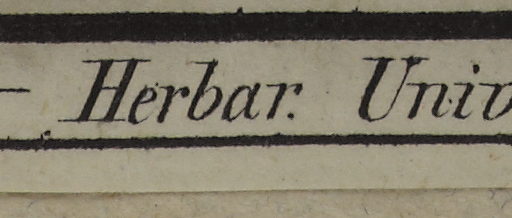 — Herbar. Univ